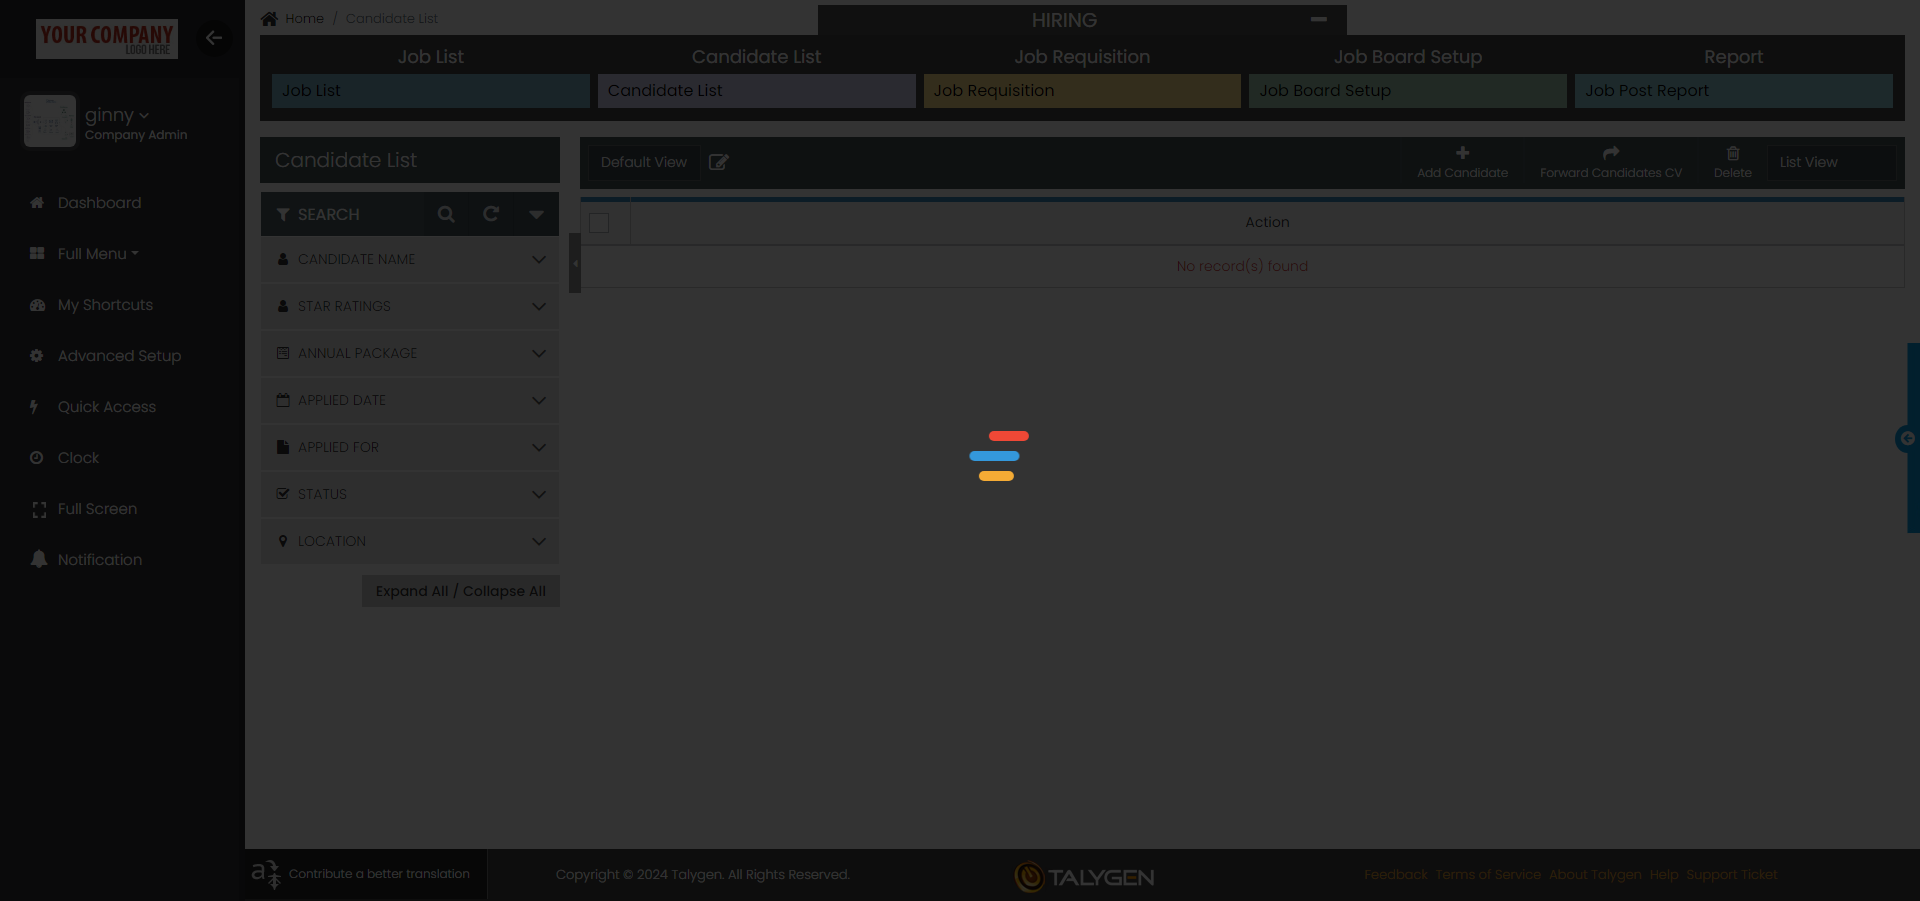 YOUR COMPANY
LOGO HERE
ginny
Company Admin
Dashboard
Full Menu
My Shortcuts
Advanced Setup
Quick Access
Clock
Full Screen
Notification
Home / Candidate List
HIRING
Job List
Candidate List
Job Requisition
Job Board Setup
Report
Job List
Candidate List
Job Requisition
Job Board Setup
Job Post Report
Candidate List
SEARCH
CANDIDATE NAME
STAR RATINGS
ANNUAL PACKAGE
APPLIED DATE
APPLIED FOR
STATUS
LOCATION
Expand All / Collapse All
Default View
Add Candidate
Forward Candidates CV
Delete
List View
Action
No record(s) found
Contribute a better translation
Copyright © 2024 Talygen. All Rights Reserved.
TALYGEN
Feedback Terms of Service About Talygen Help Support Ticket